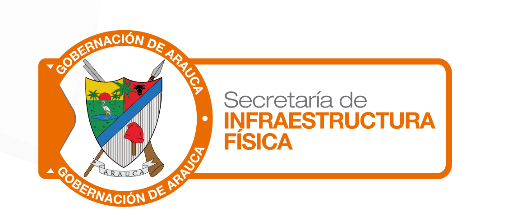 GOBERNACIÓN DE ARAUCA
Secretaría de
INFRAESTRUCTURA
FÍSICA
ARAUCA
GOBERNACIÓN DE ARAUCA